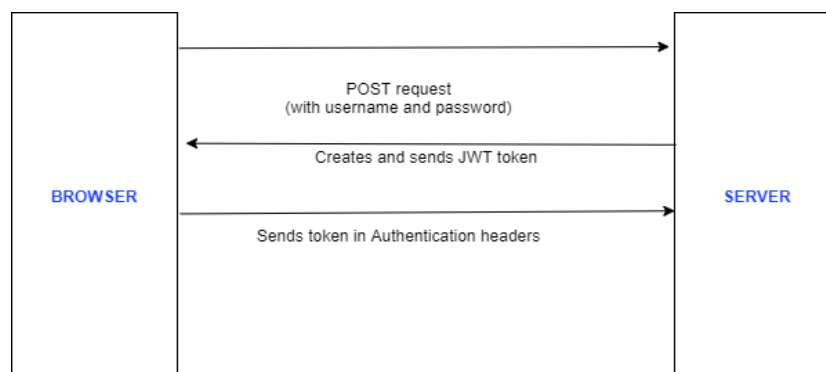 POST request
(with username and password)
Creates and sends JWT token
BROWSER
SERVER
Sends token in Authentication headers